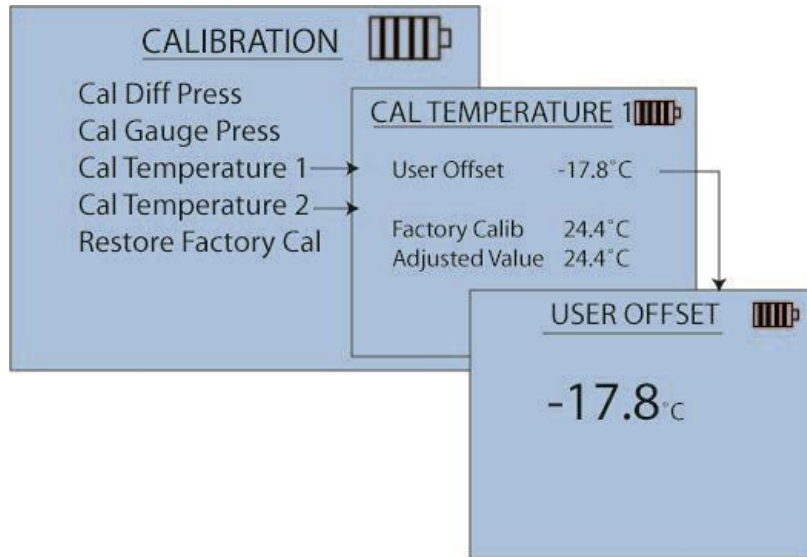 CALIBRATION
Cal Diff Press
Cal Gauge Press
Cal Temperature 1
Cal Temperature 2
Restore Factory Cal
CAL TEMPERATURE 1
User Offset -17.8°C
Factory Calib 24.4°C
Adjusted Value 24.4°C
USER OFFSET
-17.8°C